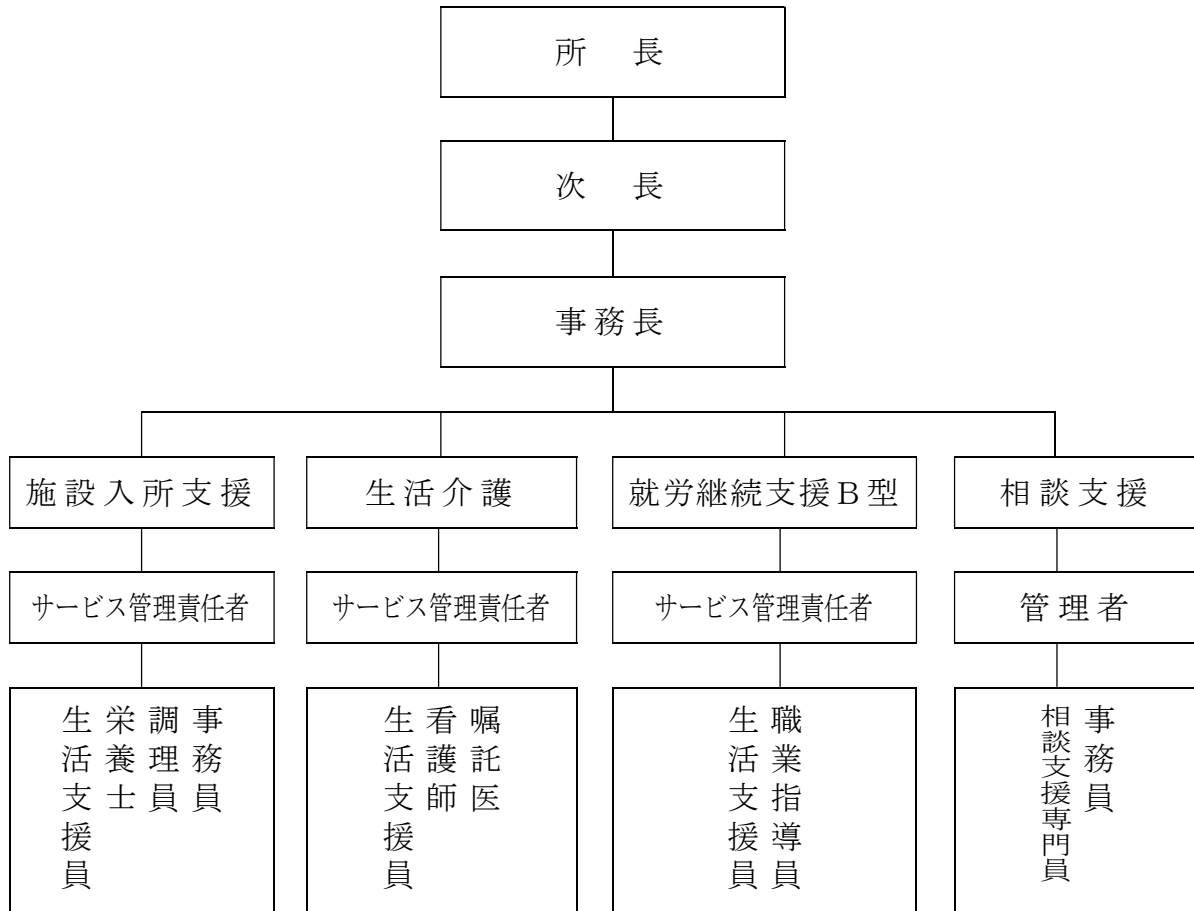 所　長
次　長
事務長
施設入所支援
生活介護
就労継続支援Ｂ型
相談支援
サービス管理責任者
サービス管理責任者
サービス管理責任者
管理者
事務員
調理員
栄養士
生活支援員
嘱託医
看護師
生活支援員
職業指導員
生活支援員
事務員
相談支援専門員